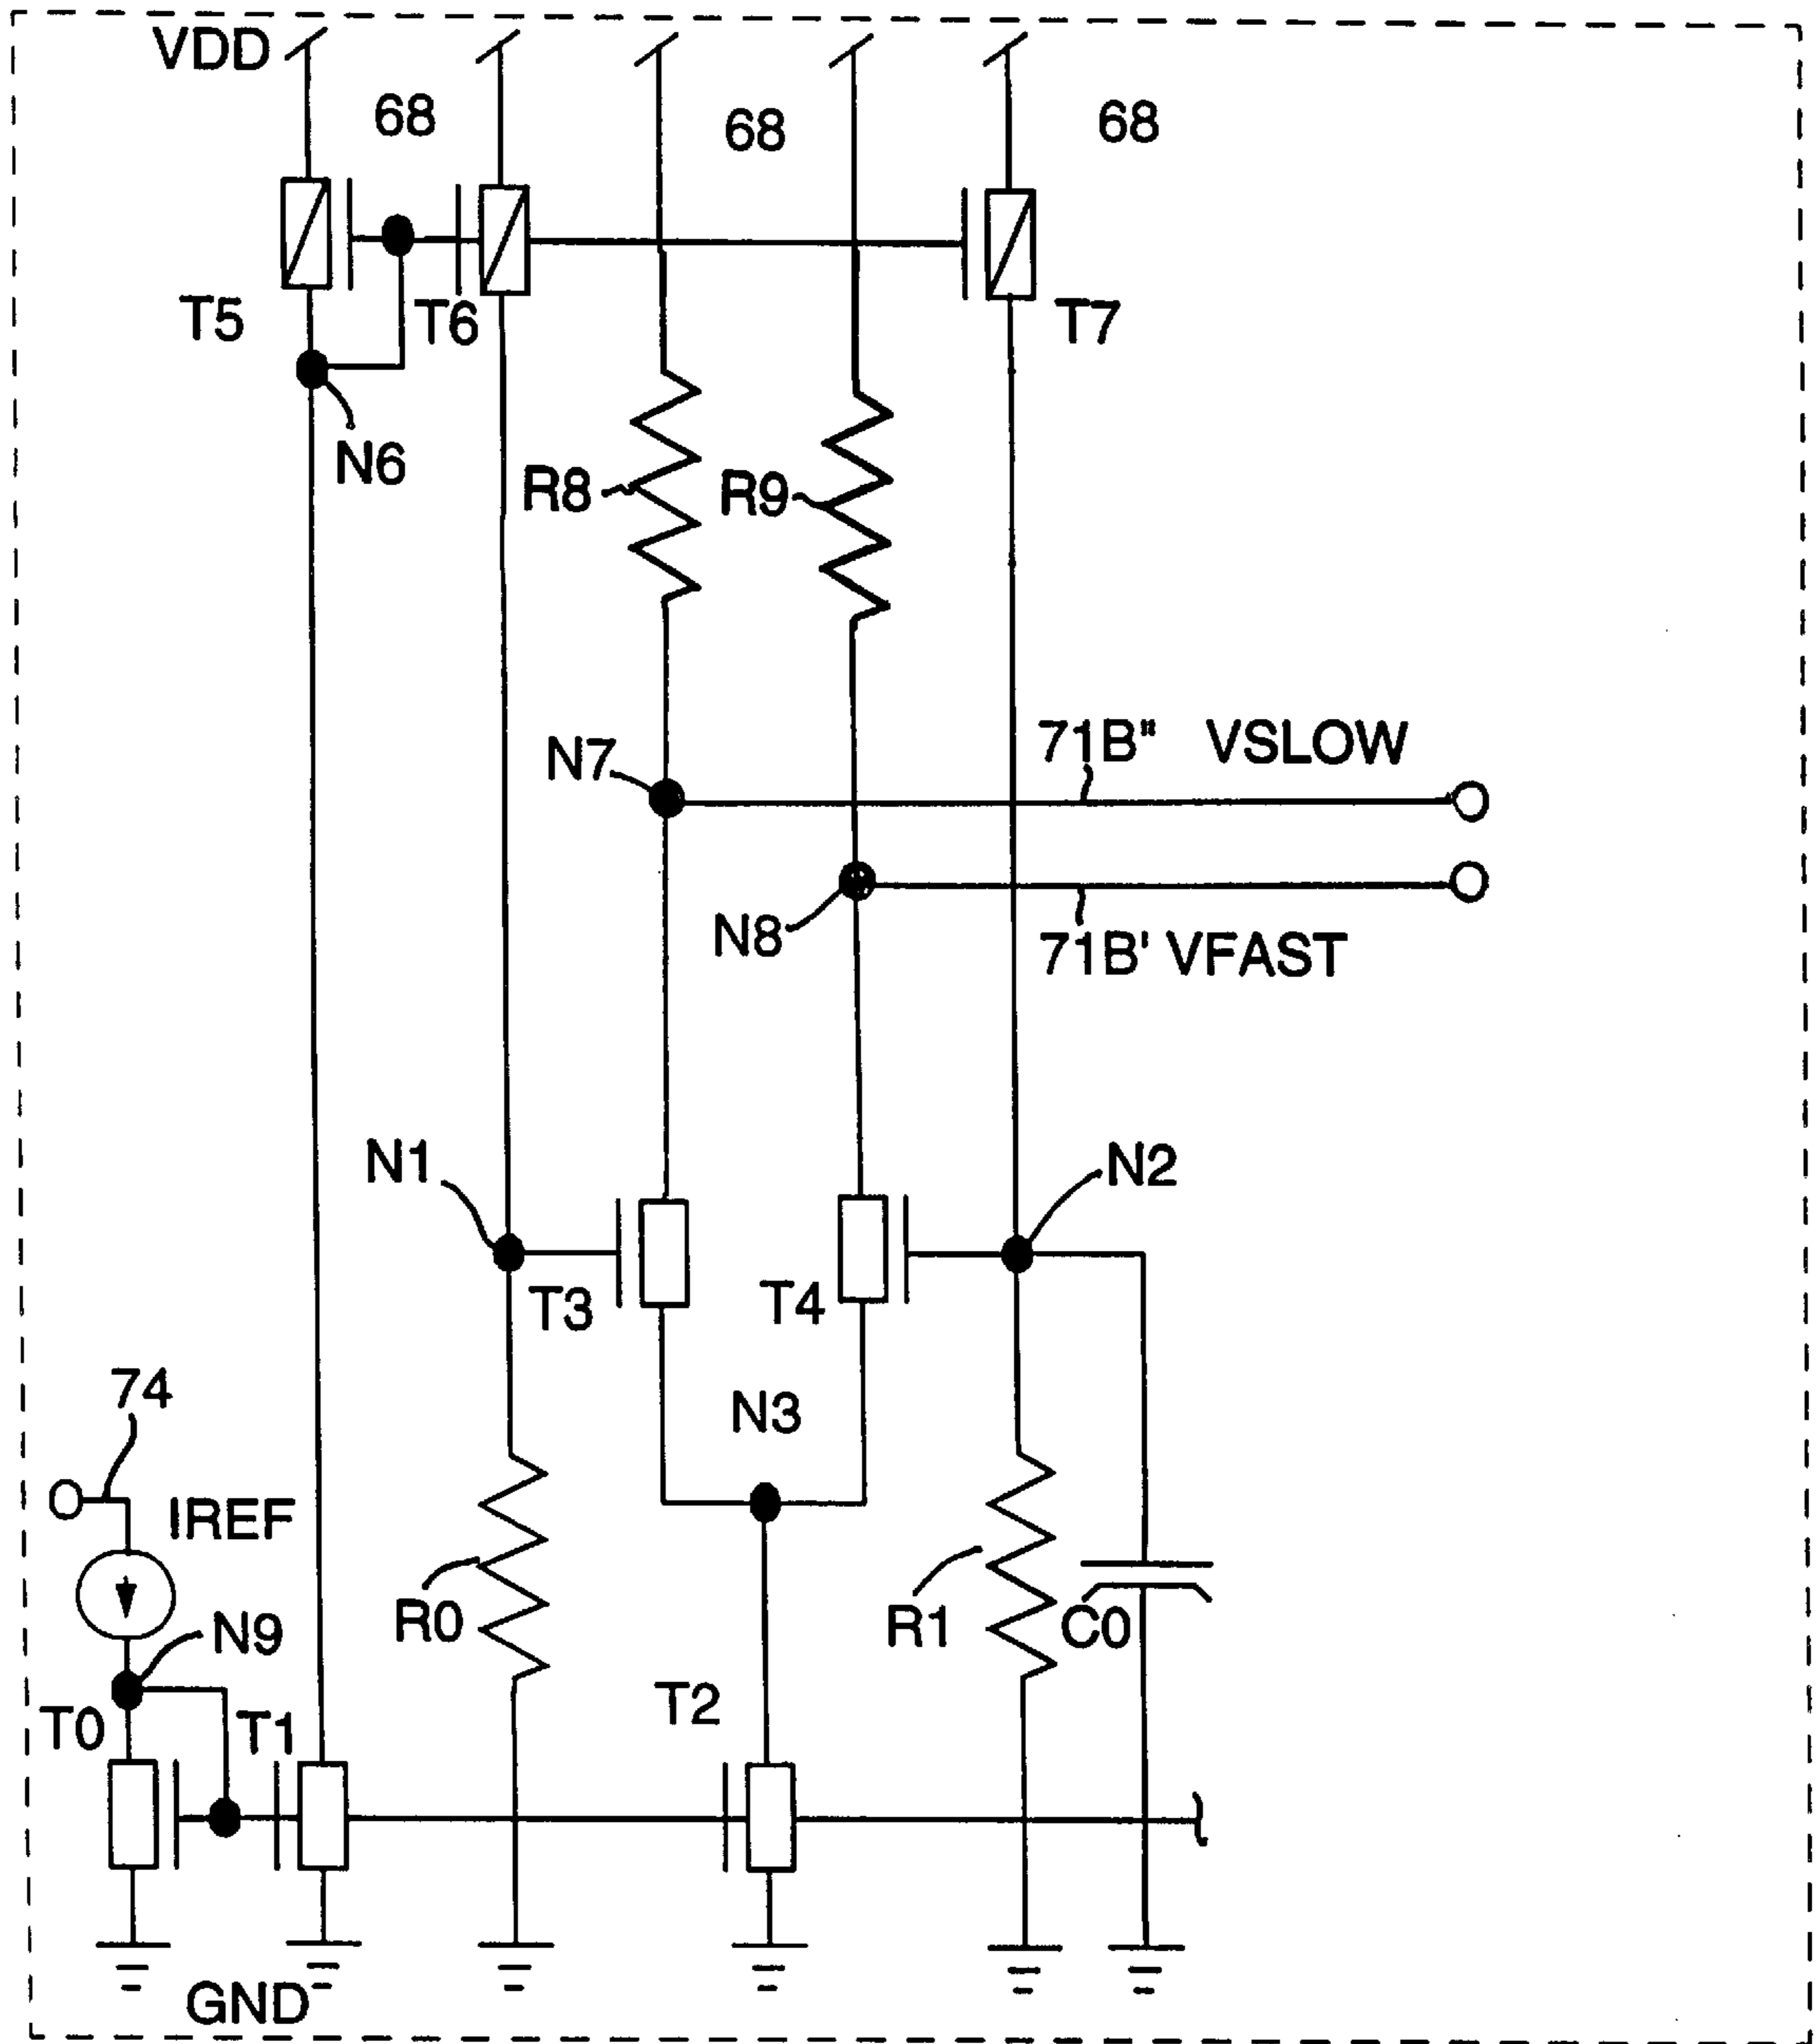 VDD
68
68
68
T5
T6
T7
N6
R8
R9
N7
71B" VSLOW
N8
71B' VFAST
N1
N2
T3
T4
74
N3
IREF
R0
N9
R1
C0
T0
T1
T2
GND